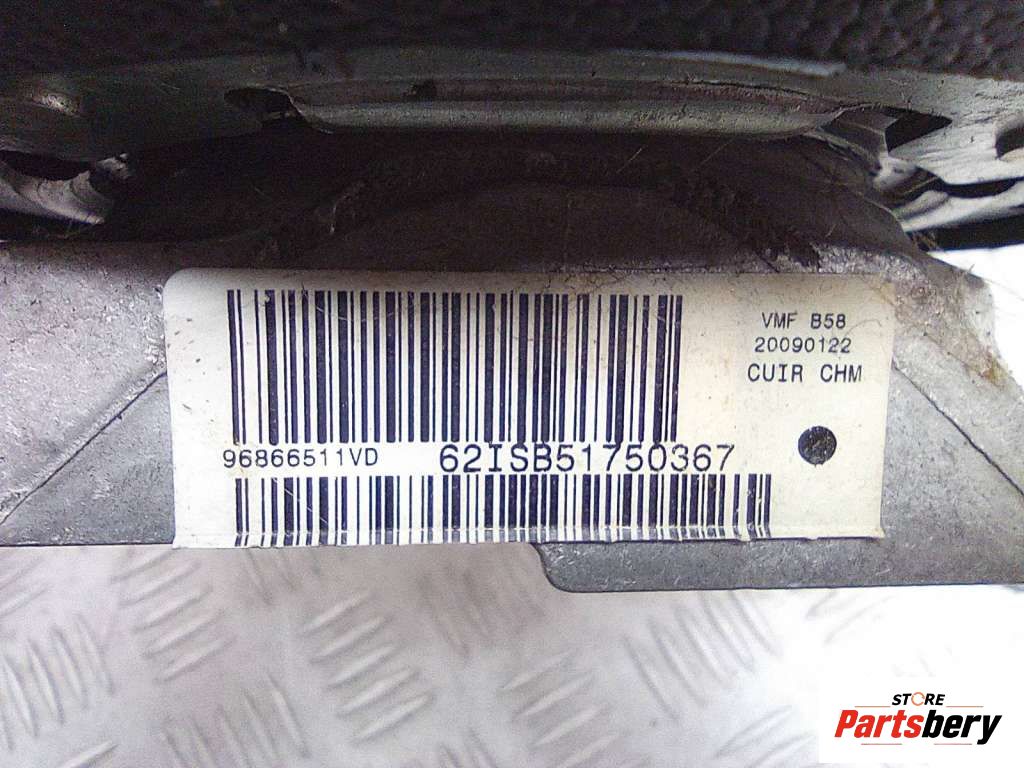 VMF B58
20090122
CUIR CHM
96866511VD 62ISB51750367
STORE
Partsbery